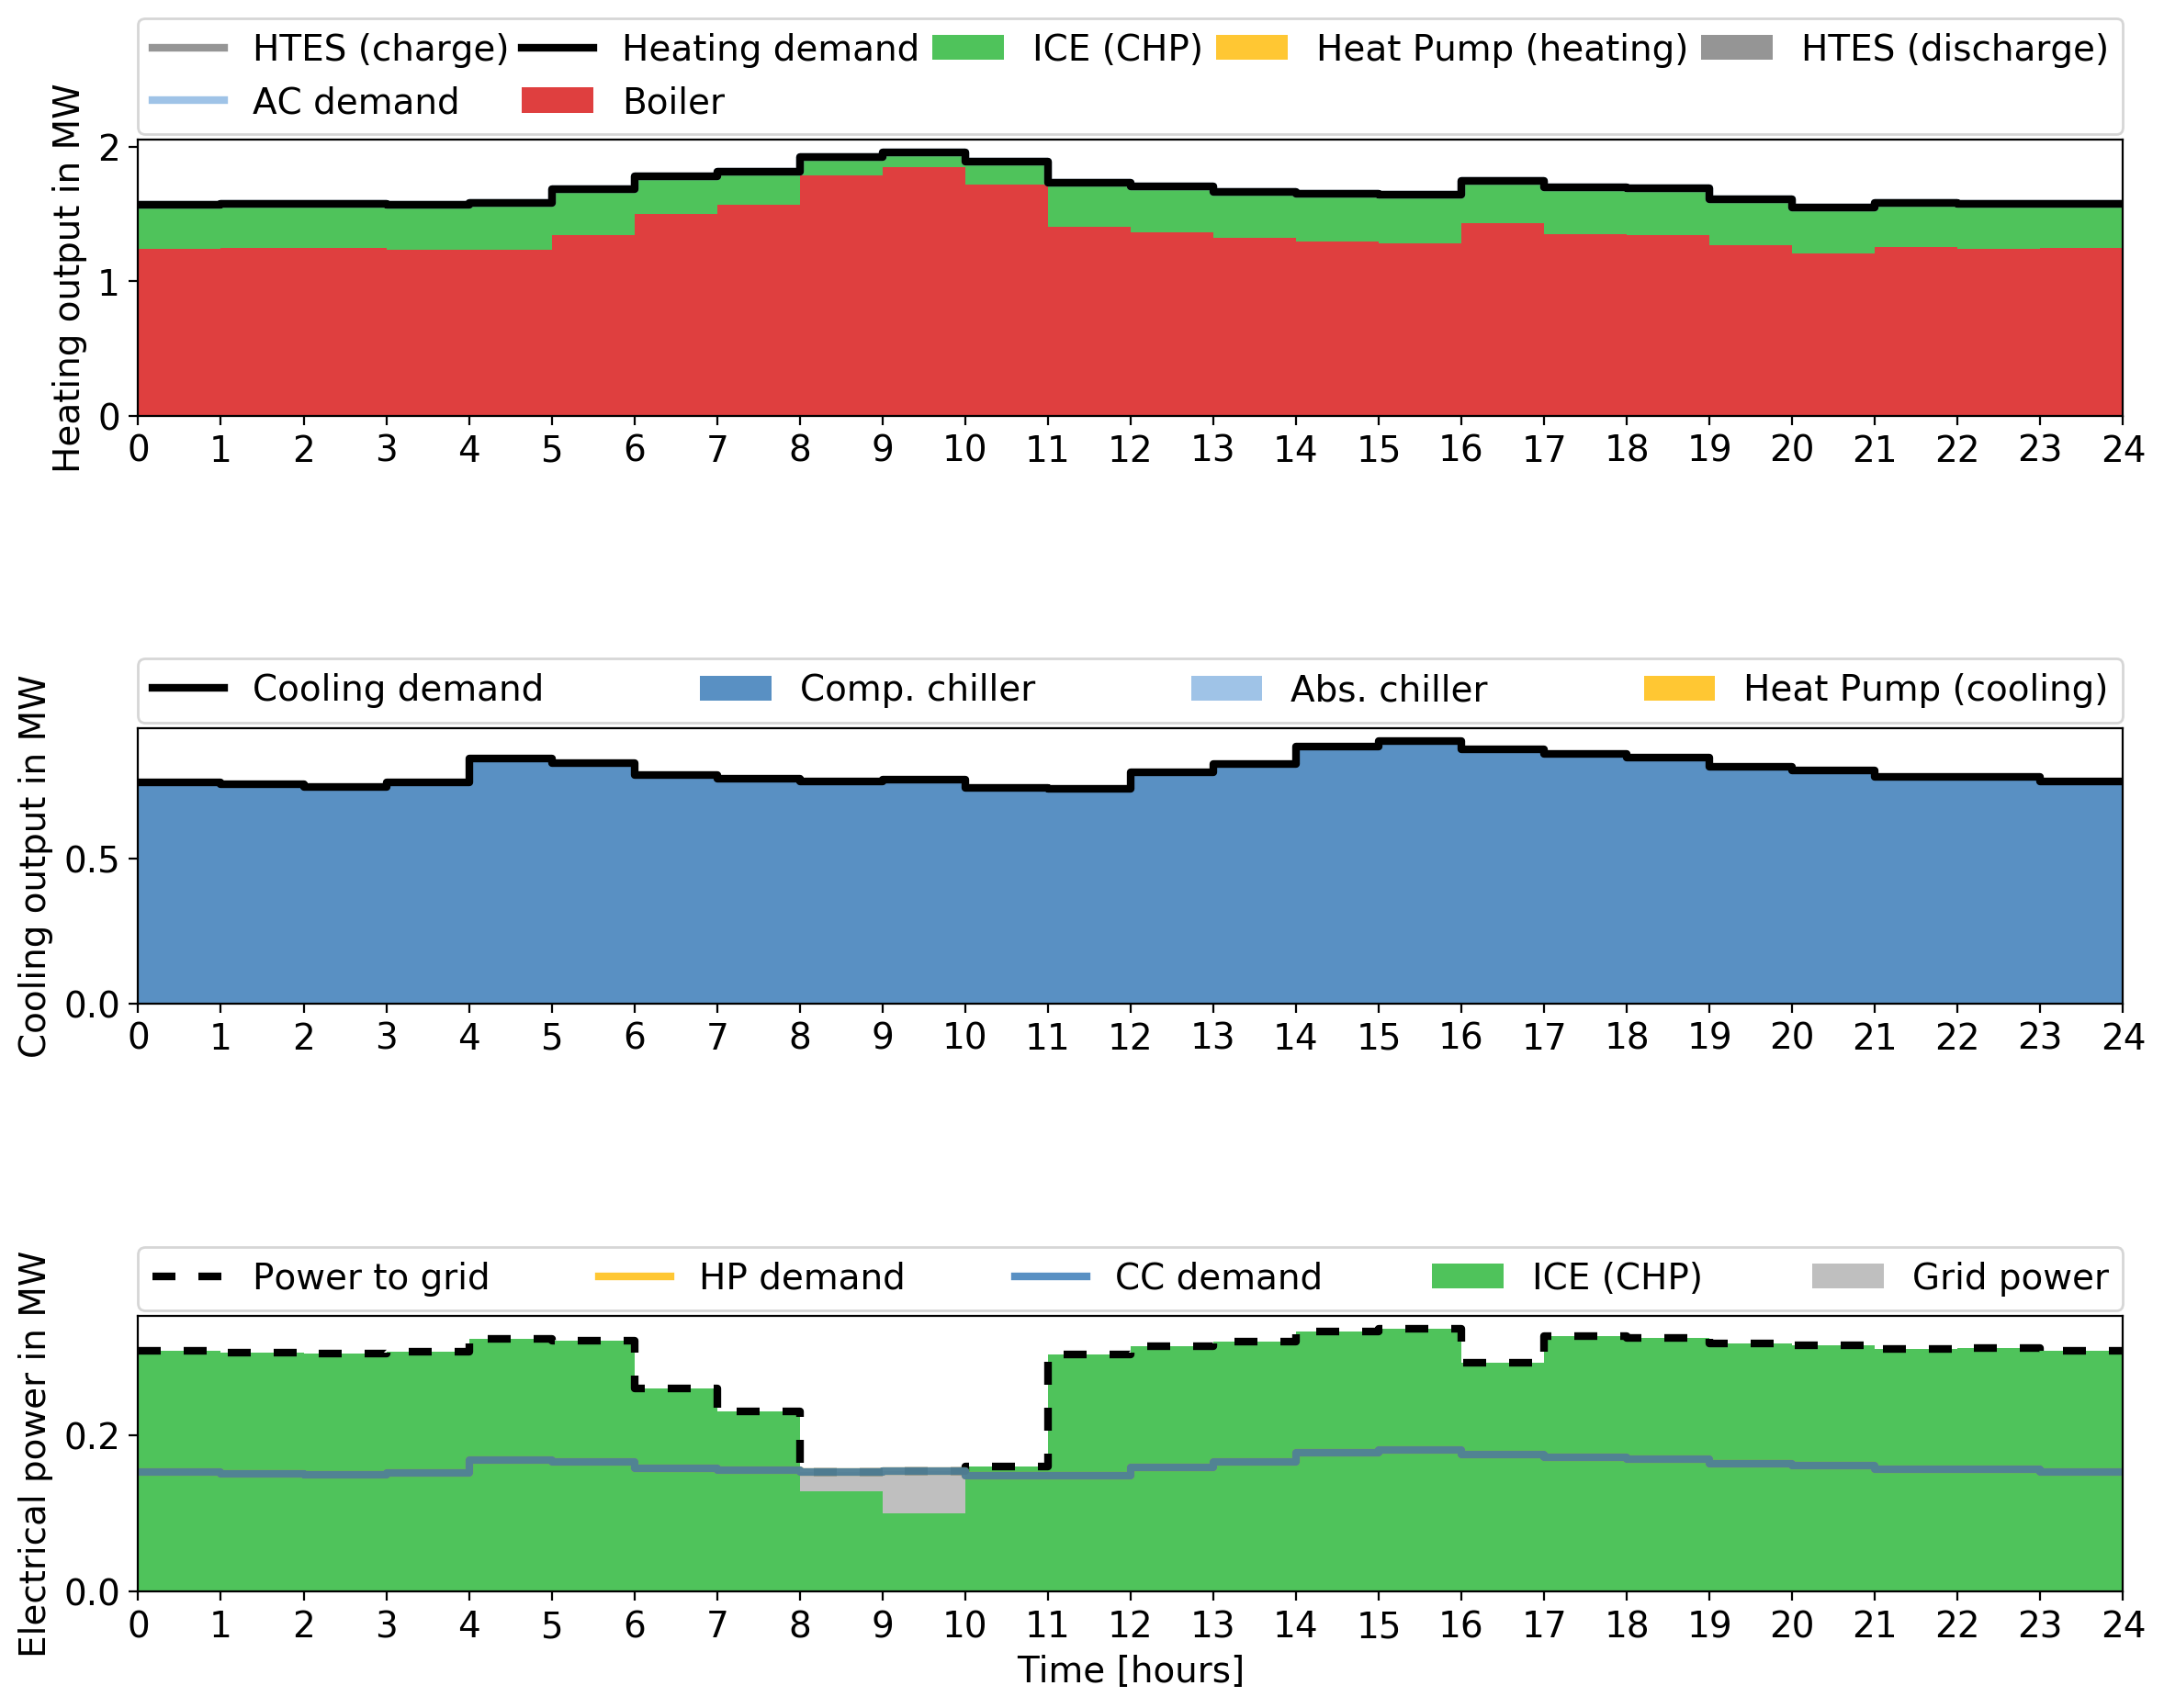 HTES (charge) Heating demand ICE (CHP) Heat Pump (heating) HTES (discharge)
AC demand Boiler
Heating output in MW
2
1
0
0 1 2 3 4 5 6 7 8 9 10 11 12 13 14 15 16 17 18 19 20 21 22 23 24
Cooling demand Comp. chiller Abs. chiller Heat Pump (cooling)
Cooling output in MW
0.5
0.0
0 1 2 3 4 5 6 7 8 9 10 11 12 13 14 15 16 17 18 19 20 21 22 23 24
Power to grid HP demand CC demand ICE (CHP) Grid power
Electrical power in MW
0.2
0.0
0 1 2 3 4 5 6 7 8 9 10 11 12 13 14 15 16 17 18 19 20 21 22 23 24
Time [hours]